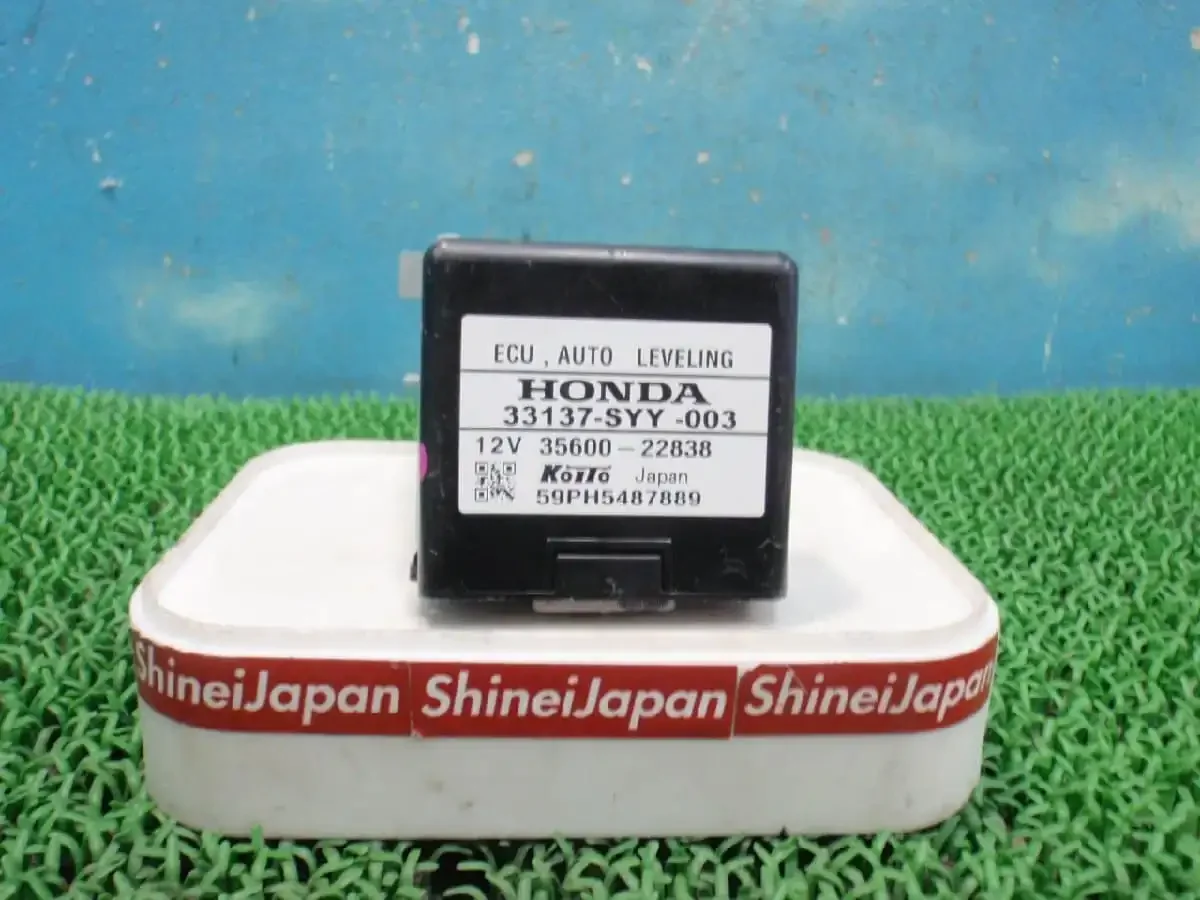 ECU , AUTO LEVELING
HONDA
33137-SYY -003
12V 35600-22838
KOITO Japan
59PH5487889
ShineiJapan ShineiJapan ShineiJapan